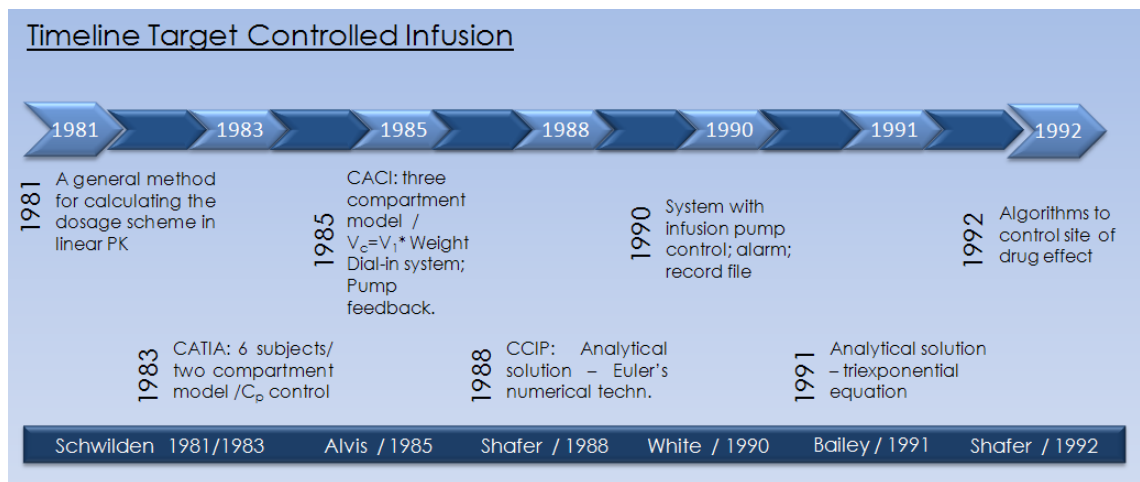 Timeline Target Controlled Infusion
1981 1983 1985 1988 1990 1991 1992
1981
A general method
for calculating the
dosage scheme in
linear PK
1985
CACI: three
compartment
model /
Vc=V1* Weight
Dial-in system;
Pump
feedback.
1990
System with
infusion pump
control; alarm;
record file
1992
Algorithms to
control site of
drug effect
1983
CATIA: 6 subjects/
two compartment
model /Cp control
1988
CCIP: Analytical
solution – Euler's
numerical techn.
1991
Analytical solution
– triexponential
equation
Schwilden 1981/1983 Alvis / 1985 Shafer / 1988 White / 1990 Bailey / 1991 Shafer / 1992